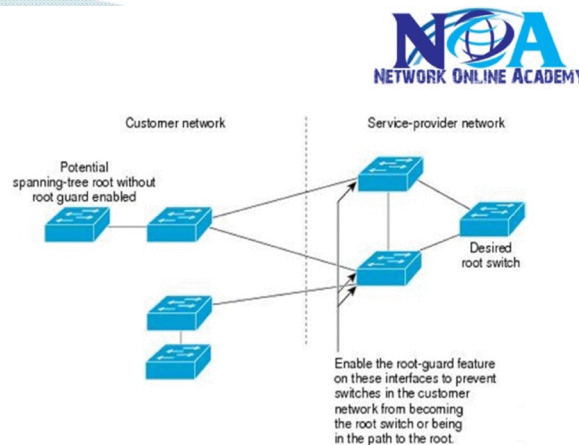 NOA
NETWORK ONLINE ACADEMY
Customer network
Service-provider network
Potential
spanning-tree root without
root guard enabled
Desired
root switch
Enable the root-guard feature
on these interfaces to prevent
switches in the customer
network from becoming
the root switch or being
in the path to the root.